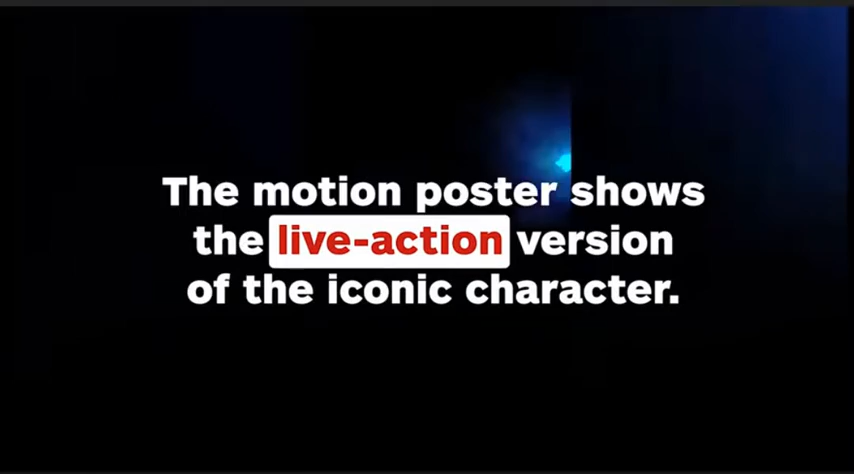 The motion poster shows
the live-action version
of the iconic character.